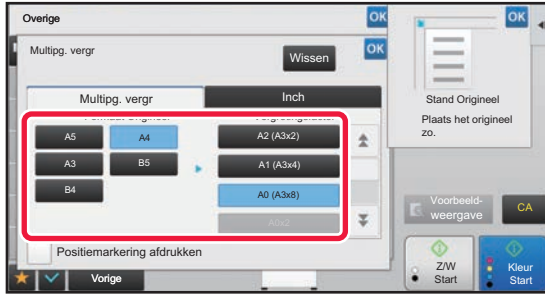 Overige
OK
OK
Multipg. vergr
Wissen
OK
Multipg. vergr
Inch
A5
A4
A3
B5
B4
A2 (A3x2)
A1 (A3x4)
A0 (A3x8)
A0x2
Positiemarkering afdrukken
Vorige
Stand Origineel
Plaats het origineel
zo.
Voorbeeld-
weergave
CA
Z/W
Start
Kleur
Start